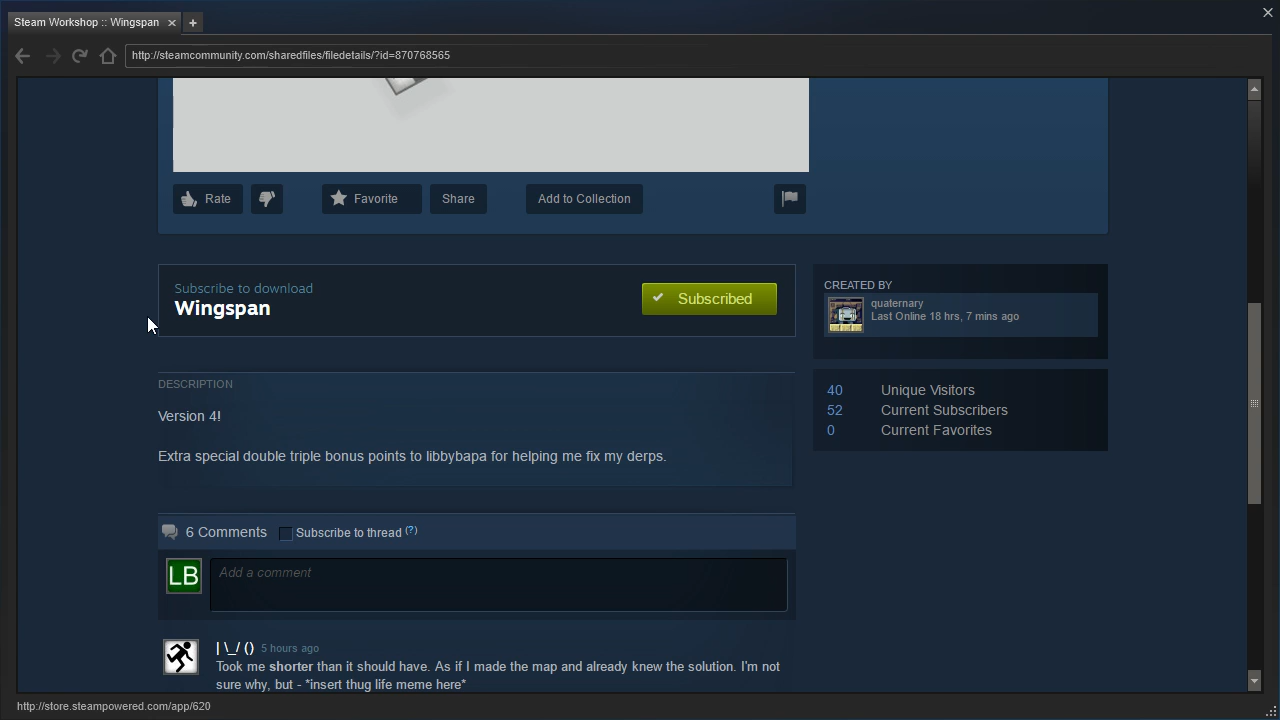 Steam Workshop :: Wingspan
http://steamcommunity.com/sharedfiles/filedetails/?id=870768565
Rate
Favorite
Share
Add to Collection
Subscribe to download
Wingspan
Subscribed
CREATED BY
quaternary
Last Online 18 hrs, 7 mins ago
40 Unique Visitors
52 Current Subscribers
0 Current Favorites
DESCRIPTION
Version 4!
Extra special double triple bonus points to libbybapa for helping me fix my derps.
6 Comments
Subscribe to thread (?)
LB
Add a comment
| \_/ () 5 hours ago
Took me shorter than it should have. As if I made the map and already knew the solution. I'm not
sure why, but - *insert thug life meme here*
http://store.steampowered.com/app/620